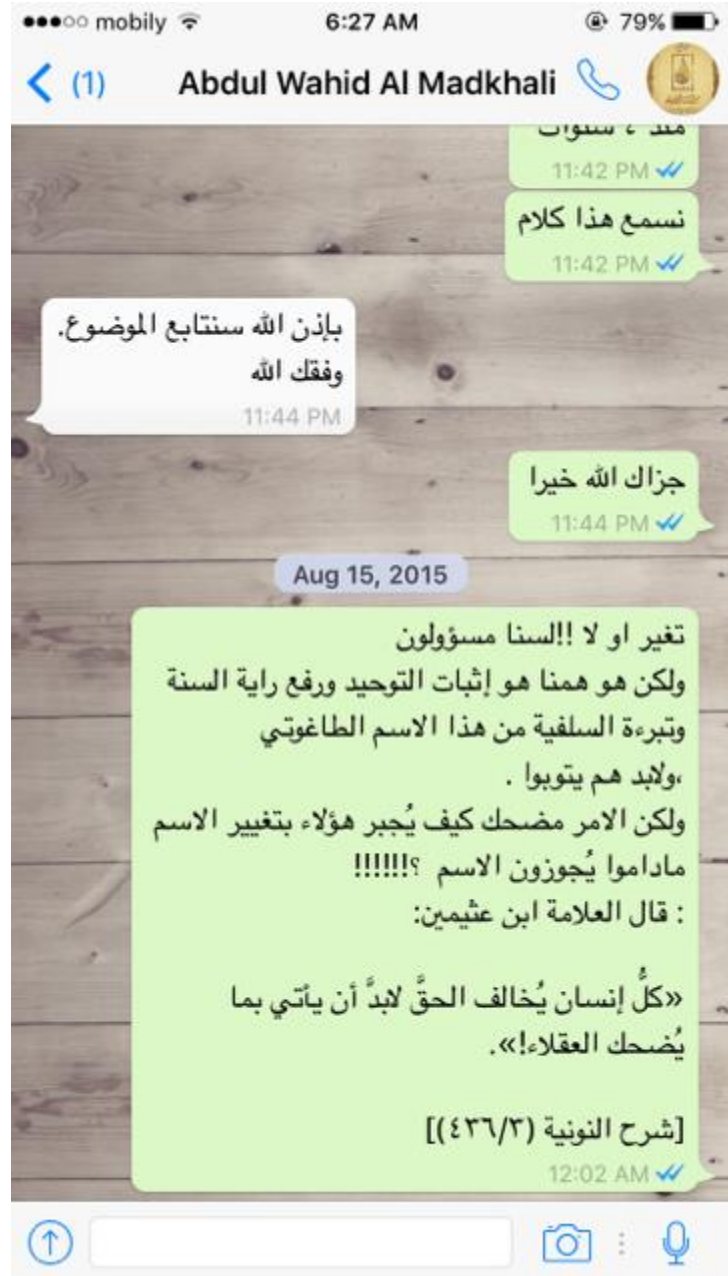 mobily 6:27 AM 79%
(1) Abdul Wahid Al Madkhali
منذ ٤ سنوات
11:42 PM
نسمع هذا كلام
11:42 PM
بإذن الله سنتابع الموضوع.
وفقك الله
11:44 PM
جزاك الله خيرا
11:44 PM
Aug 15, 2015
تغير او لا !!لسنا مسؤولون
ولكن هو همنا هو إثبات التوحيد ورفع راية السنة
وتبرءة السلفية من هذا الاسم الطاغوتي
،ولابد هم يتوبوا .
ولكن الامر مضحك كيف يُجبر هؤلاء بتغيير الاسم
ماداموا يُجوزون الاسم ؟!!!!!!
: قال العلامة ابن عثيمين:
«كلُّ إنسان يُخالف الحقَّ لابدَّ أن يأتي بما
يُضحك العقلاء!».
[شرح النونية (٤٣٦/٣)]
12:02 AM